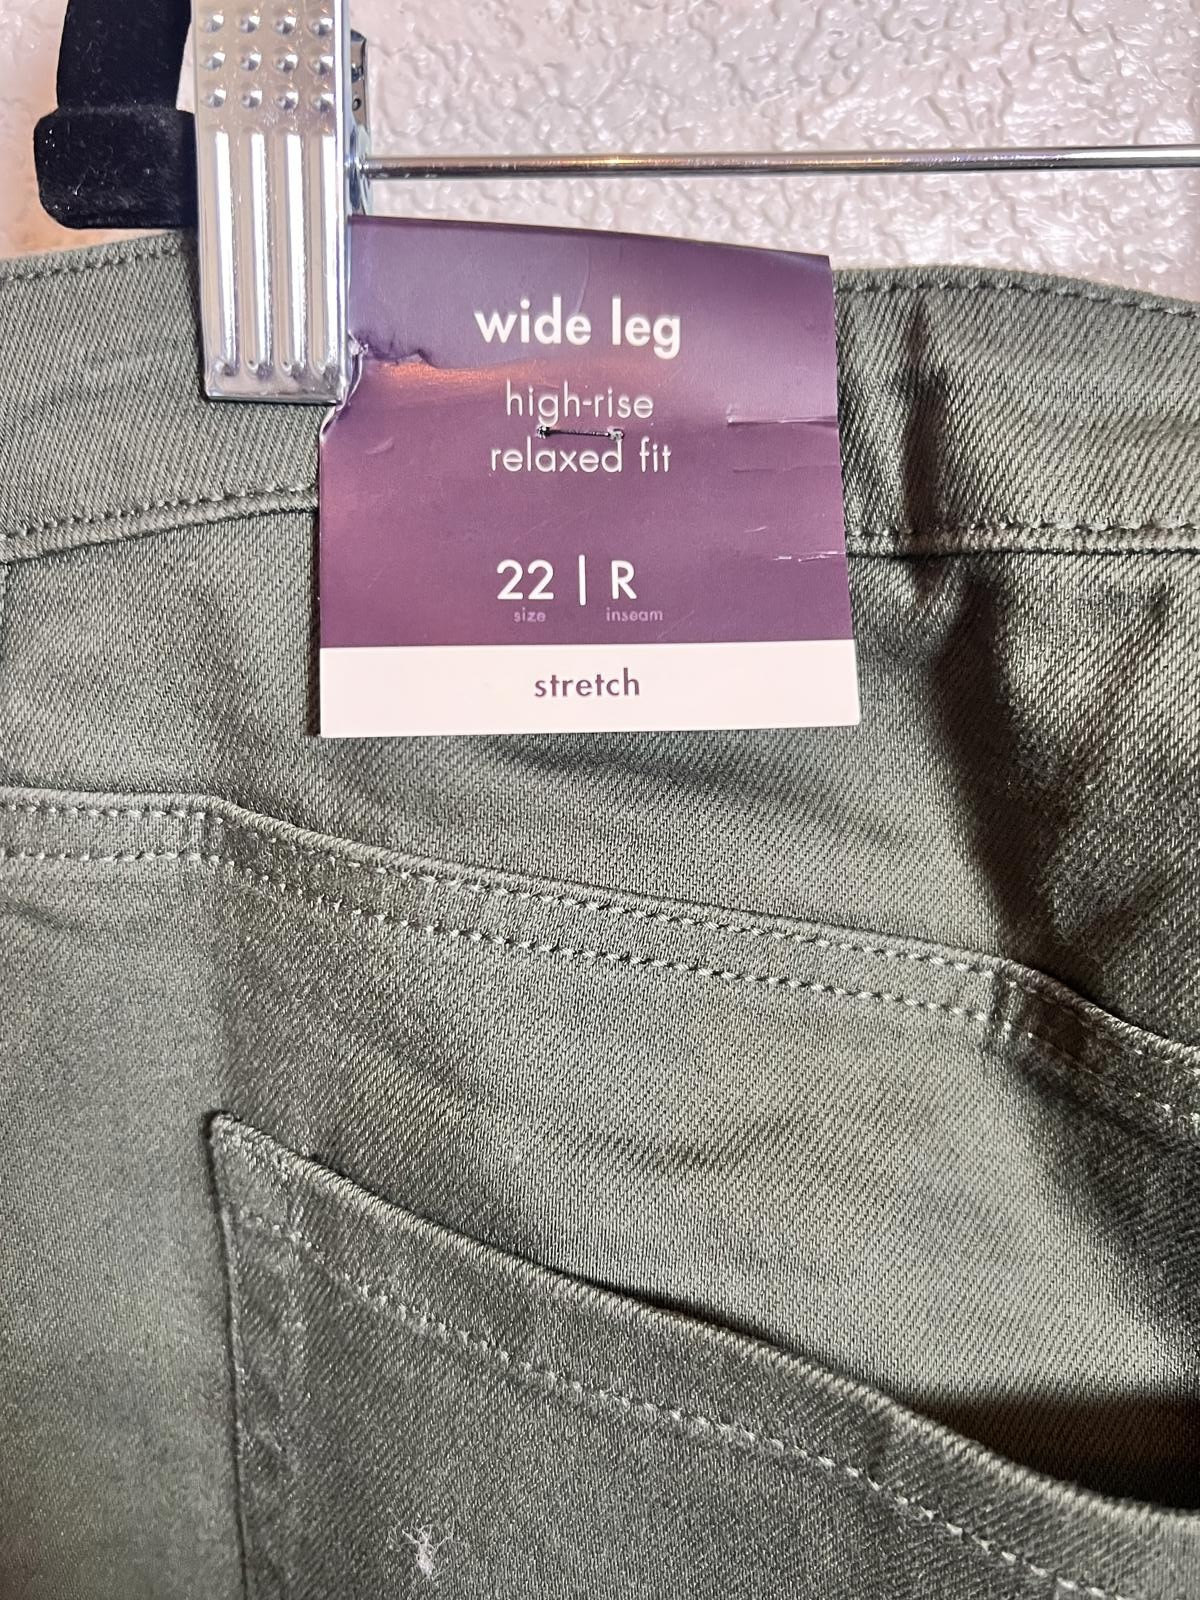 wide leg
high-rise
relaxed fit
22 | R
size inseam
stretch